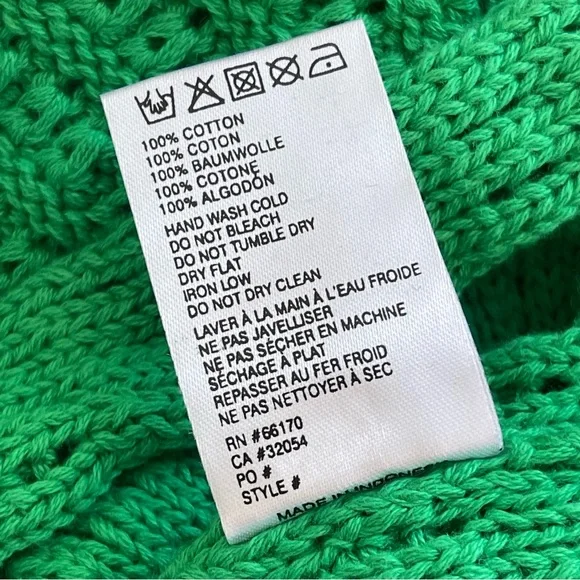 100% COTTON
100% COTON
100% BAUMWOLLE
100% COTONE
100% ALGODÓN
HAND WASH COLD
DO NOT BLEACH
DO NOT TUMBLE DRY
DRY FLAT
IRON LOW
DO NOT DRY CLEAN
LAVER À LA MAIN À L'EAU FROIDE
NE PAS JAVELLISER
NE PAS SÉCHER EN MACHINE
SÉCHAGE À PLAT
REPASSER AU FER FROID
NE PAS NETTOYER À SEC
RN #66170
CA #32054
PO #
STYLE #
MADE IN INDONES